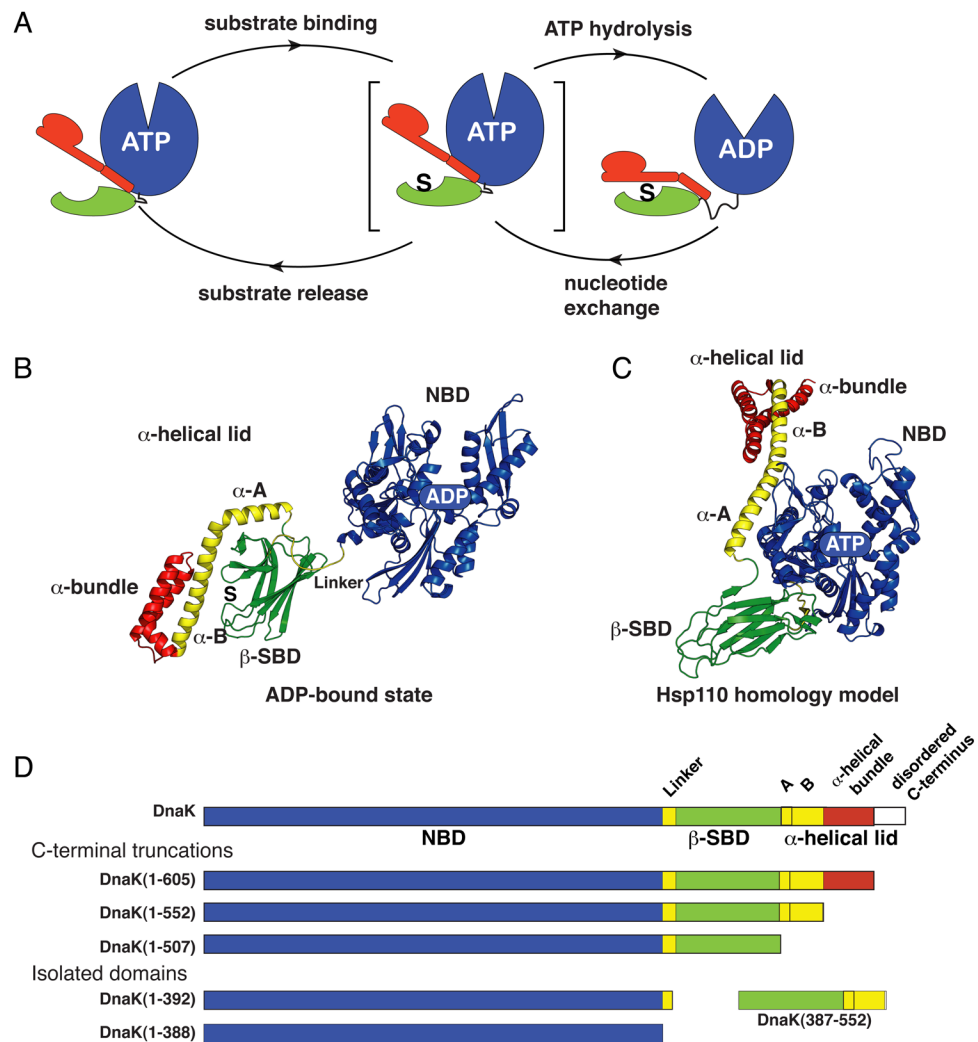 A
substrate binding
ATP hydrolysis
ATP
ATP
ADP
S
S
substrate release
nucleotide
exchange
B
NBD
α-helical lid
α-A
ADP
α-bundle
S
Linker
α-B
β-SBD
ADP-bound state
C
α-helical lid
α-bundle
α-B
NBD
α-A
ATP
β-SBD
Hsp110 homology model
D
Linker
A
B
α-helical
bundle
disordered
C-terminus
DnaK
NBD
β-SBD
α-helical lid
C-terminal truncations
DnaK(1-605)
DnaK(1-552)
DnaK(1-507)
Isolated domains
DnaK(1-392)
DnaK(387-552)
DnaK(1-388)